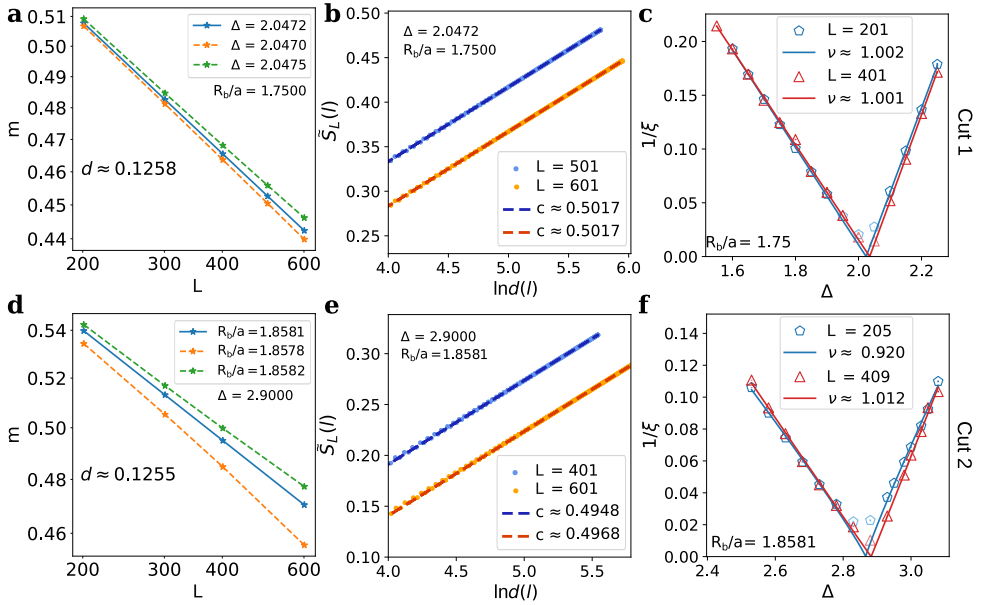 a
0.51
0.50
0.49
0.48
0.47
0.46
0.45
0.44
m
200
300
400
600
L
Δ = 2.0472
Δ = 2.0470
Δ = 2.0475
R_b/a = 1.7500
d ≈ 0.1258
b
0.50
0.45
0.40
0.35
0.30
0.25
S̃_L(l)
4.0
4.5
5.0
5.5
6.0
lnd(l)
Δ = 2.0472
R_b/a = 1.7500
L = 501
L = 601
c ≈ 0.5017
c ≈ 0.5017
c
0.20
0.15
0.10
0.05
0.00
1/ξ
1.6
1.8
2.0
2.2
Δ
L = 201
ν ≈ 1.002
L = 401
ν ≈ 1.001
R_b/a = 1.75
Cut 1
d
0.54
0.52
0.50
0.48
0.46
m
200
300
400
600
L
R_b/a = 1.8581
R_b/a = 1.8578
R_b/a = 1.8582
Δ = 2.9000
d ≈ 0.1255
e
0.30
0.25
0.20
0.15
0.10
S̃_L(l)
4.0
4.5
5.0
5.5
lnd(l)
Δ = 2.9000
R_b/a = 1.8581
L = 401
L = 601
c ≈ 0.4948
c ≈ 0.4968
f
0.14
0.12
0.10
0.08
0.06
0.04
0.02
0.00
1/ξ
2.4
2.6
2.8
3.0
Δ
L = 205
ν ≈ 0.920
L = 409
ν ≈ 1.012
R_b/a = 1.8581
Cut 2